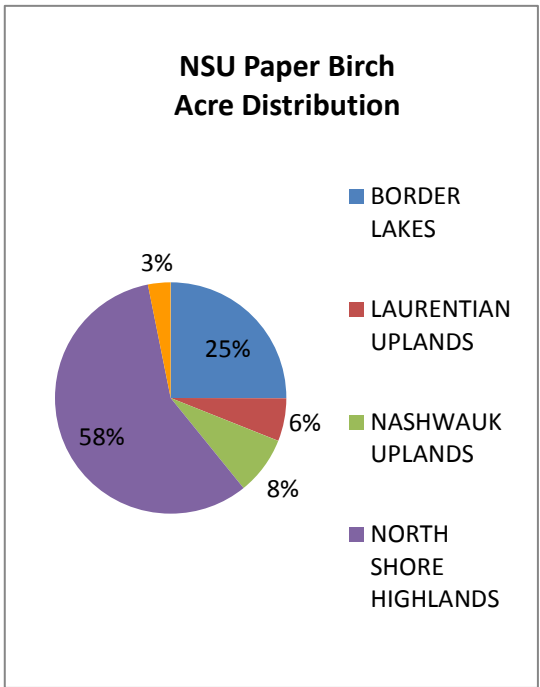 NSU Paper Birch
Acre Distribution
BORDER
LAKES
LAURENTIAN
UPLANDS
NASHWAUK
UPLANDS
NORTH
SHORE
HIGHLANDS
3%
25%
6%
8%
58%